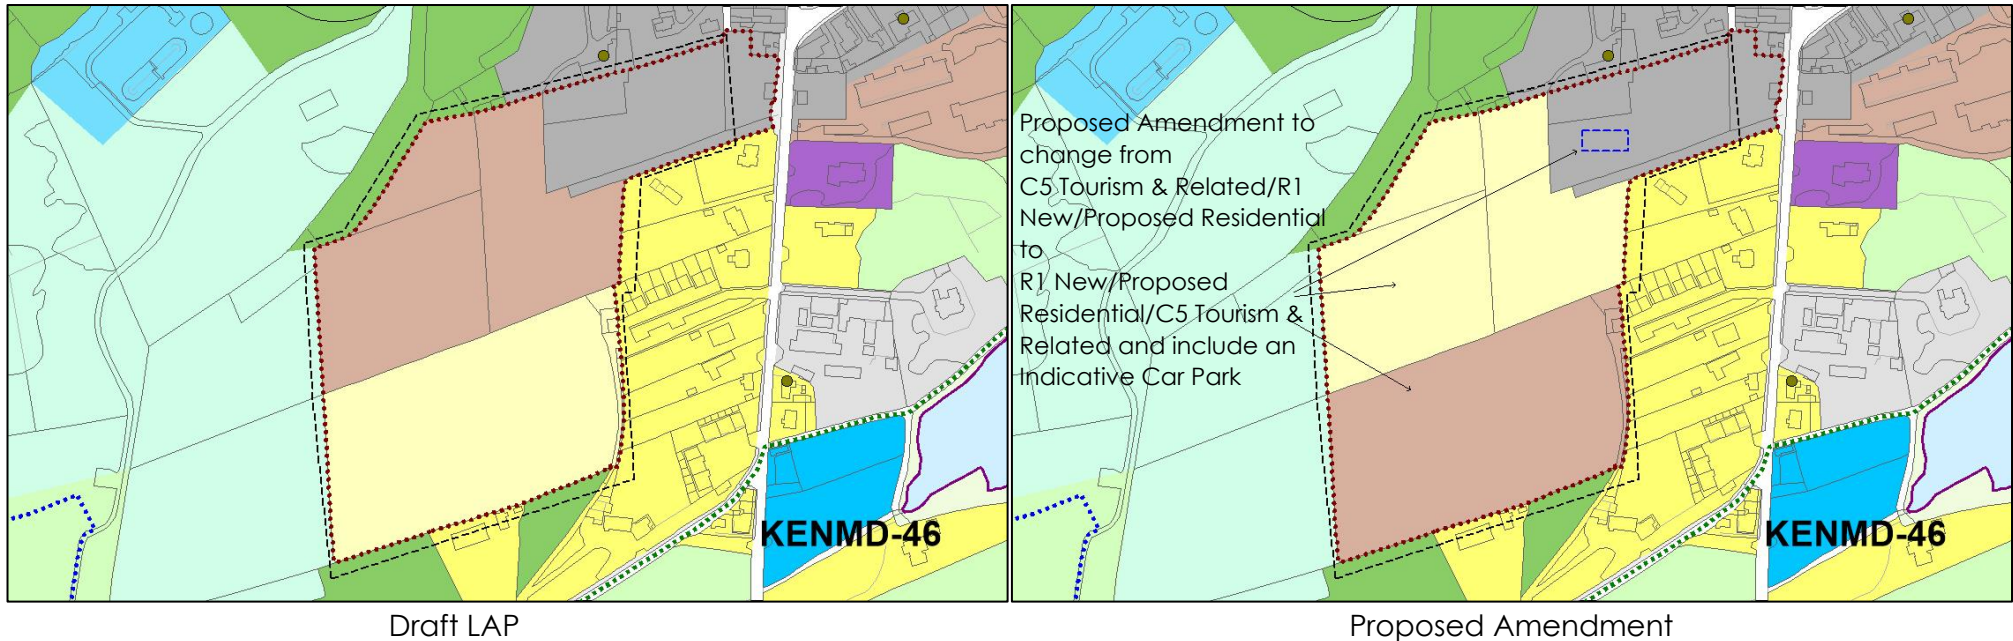 KENMD-46
Draft LAP
Proposed Amendment to
change from
C5 Tourism & Related/R1
New/Proposed Residential
to
R1 New/Proposed
Residential/C5 Tourism &
Related and include an
Indicative Car Park
KENMD-46
Proposed Amendment